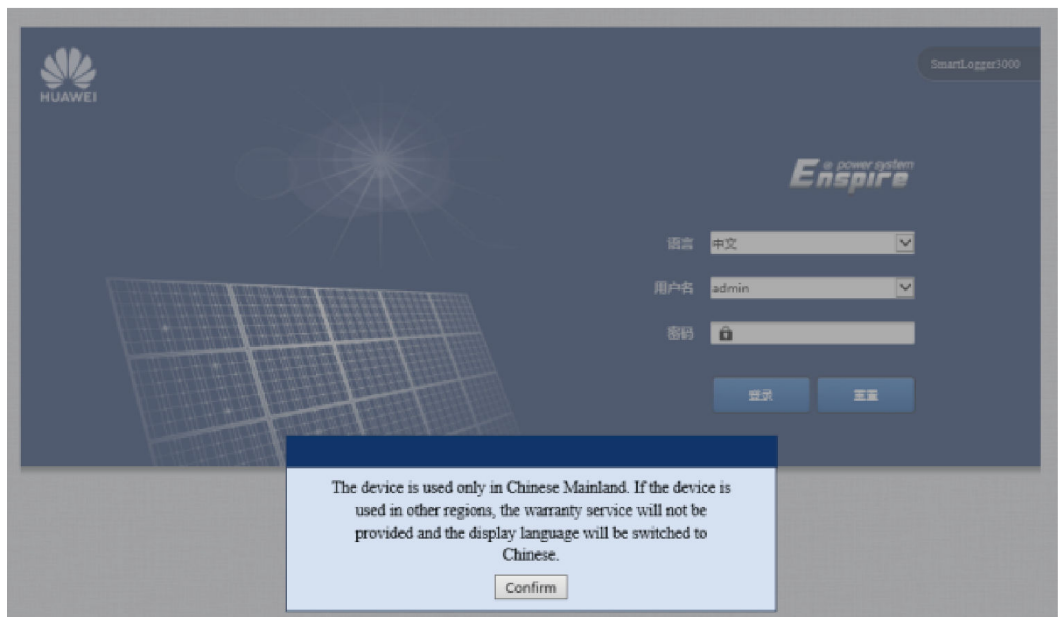 HUAWEI
SmartLogger3000
e power system
Enspire
语言 中文
用户名 admin
密码
登录 重置
The device is used only in Chinese Mainland. If the device is
used in other regions, the warranty service will not be
provided and the display language will be switched to
Chinese.
Confirm